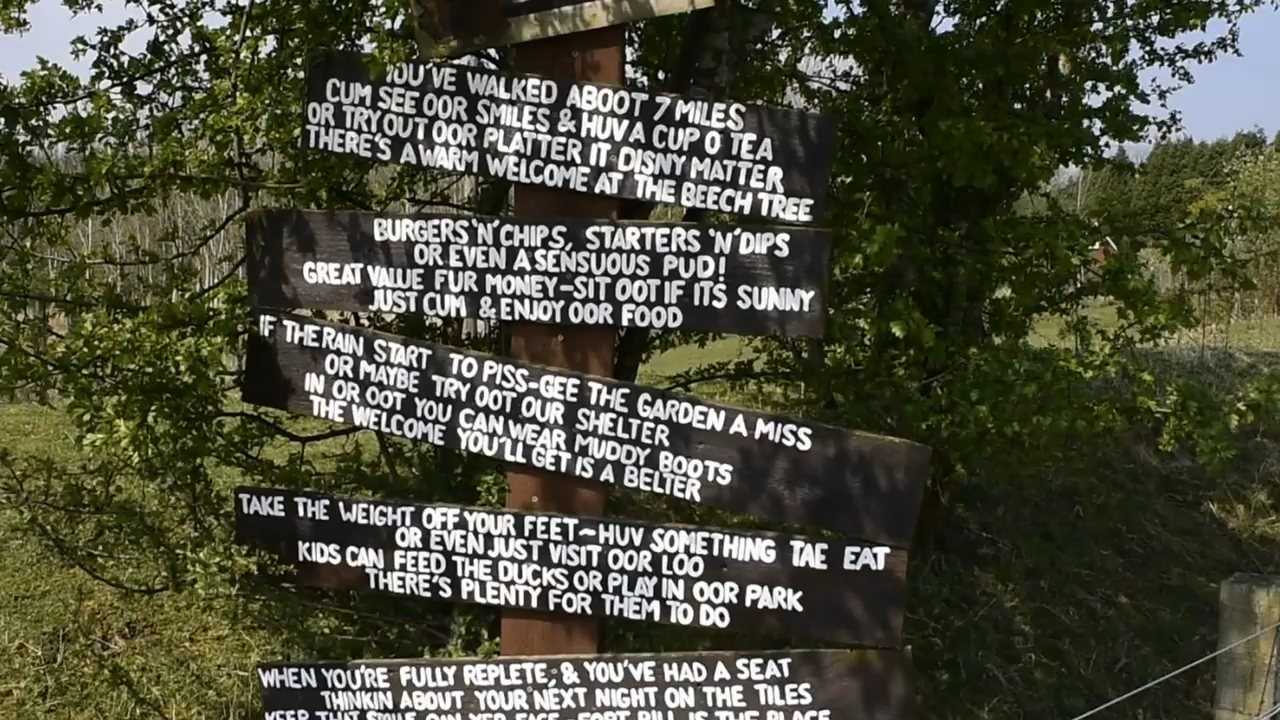 YOU'VE WALKED ABOOT 7 MILES
CUM SEE OOR SMILES & HUV A CUP O TEA
OR TRY OUT OOR PLATTER IT DISNY MATTER
THERE'S A WARM WELCOME AT THE BEECH TREE
BURGERS 'N' CHIPS, STARTERS 'N' DIPS
OR EVEN A SENSUOUS PUD!
GREAT VALUE FUR MONEY-SIT OOT IF IT'S SUNNY
JUST CUM & ENJOY OOR FOOD
IF THE RAIN START TO PISS-GEE THE GARDEN A MISS
OR MAYBE TRY OOT OUR SHELTER
IN OR OOT YOU CAN WEAR MUDDY BOOTS
THE WELCOME YOU'LL GET IS A BELTER
TAKE THE WEIGHT OFF YOUR FEET~HUV SOMETHING TAE EAT
OR EVEN JUST VISIT OOR LOO
KIDS CAN FEED THE DUCKS OR PLAY IN OOR PARK
THERE'S PLENTY FOR THEM TO DO
WHEN YOU'RE FULLY REPLETE, & YOU'VE HAD A SEAT
THINKIN ABOUT YOUR NEXT NIGHT ON THE TILES
KEEP THAT SMILE OAN YER FACE - FORT BILL IS THE PLACE